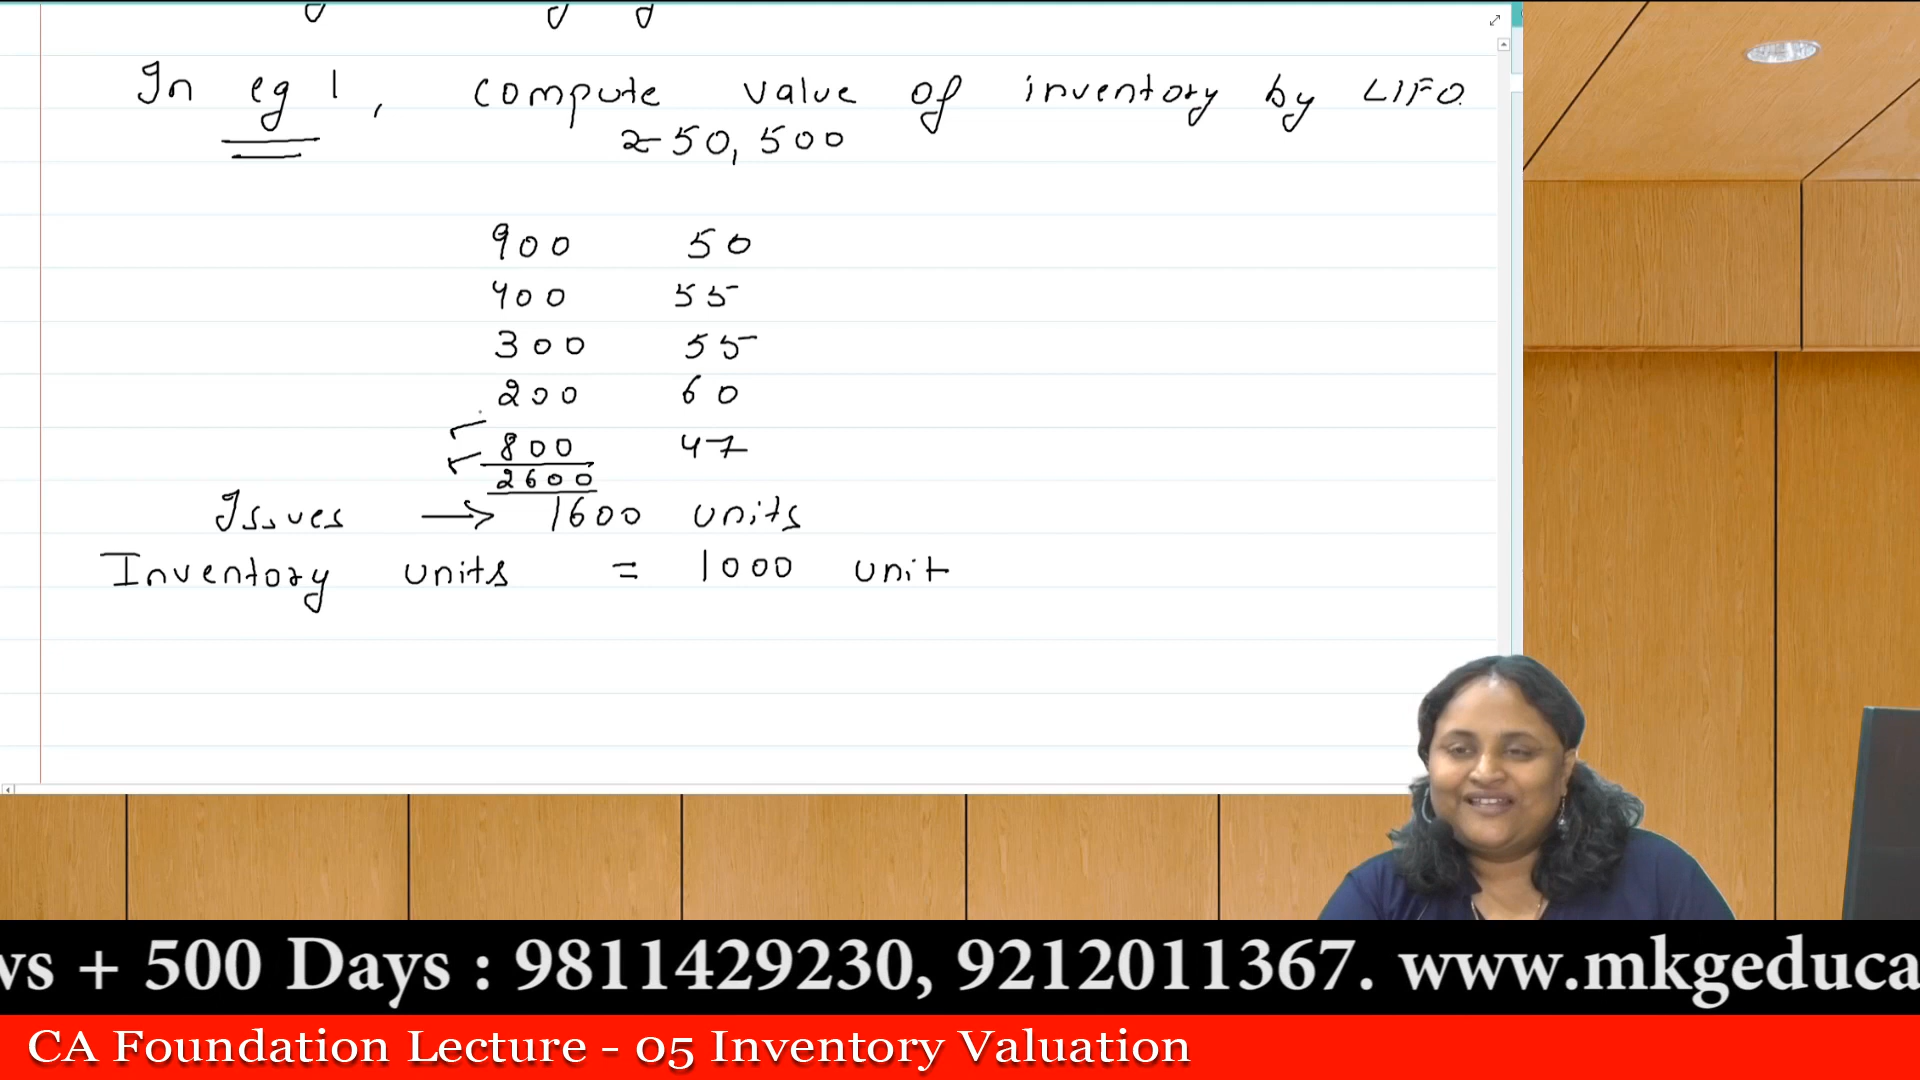 In eg 1, compute value of inventory by LIFO.
250,500
900 50
400 55
300 55
200 60
800 47
2600
Issues → 1600 units
Inventory units = 1000 unit
ws + 500 Days : 9811429230, 9212011367. www.mkgeduca
CA Foundation Lecture - 05 Inventory Valuation